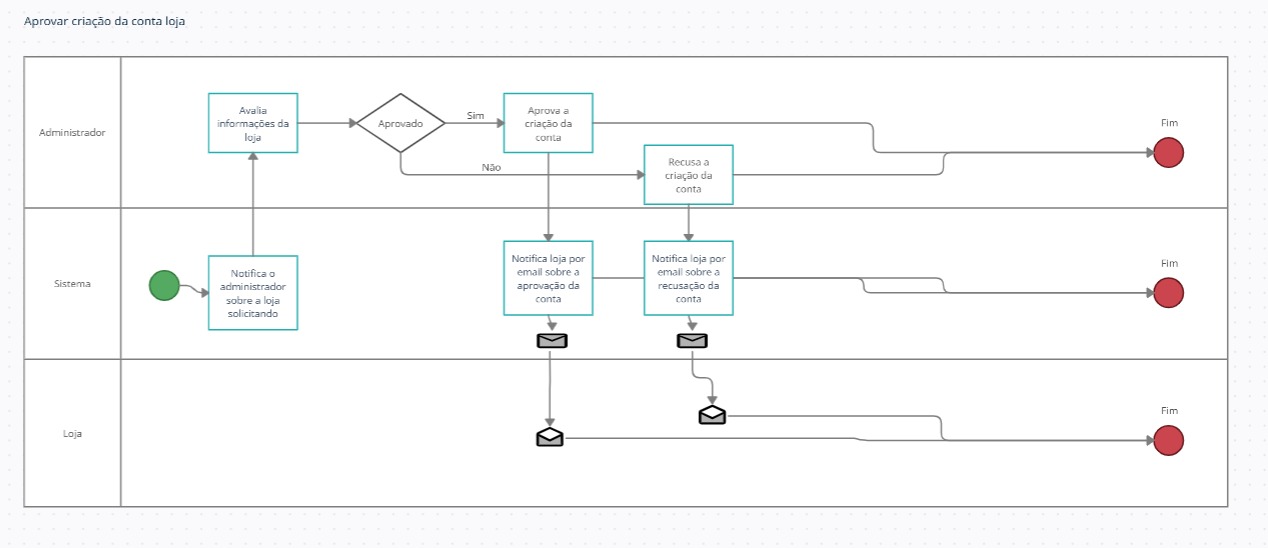 Aprovar criação da conta loja
Administrador
Avalia
informações da
loja
Aprovado
Sim
Não
Aprova a
criação da
conta
Recusa a
criação da
conta
Fim
Sistema
Notifica o
administrador
sobre a loja
solicitando
Notifica loja por
email sobre a
aprovação da
conta
Notifica loja por
email sobre a
recusação da
conta
Fim
Loja
Fim